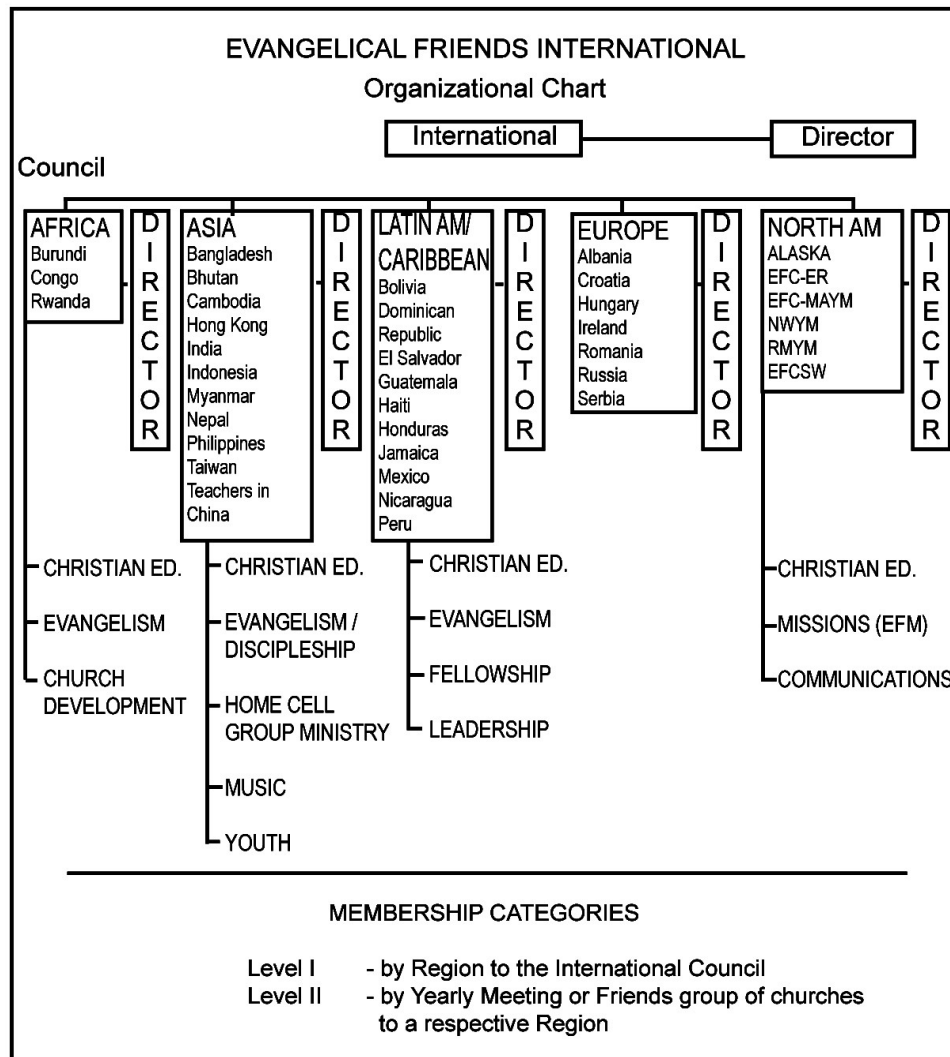 EVANGELICAL FRIENDS INTERNATIONAL
Organizational Chart
International
Director
Council
AFRICA
Burundi
Congo
Rwanda
DIRECTOR
CHRISTIAN ED.
EVANGELISM
CHURCH
DEVELOPMENT
ASIA
Bangladesh
Bhutan
Cambodia
Hong Kong
India
Indonesia
Myanmar
Nepal
Philippines
Taiwan
Teachers in
China
DIRECTOR
CHRISTIAN ED.
EVANGELISM /
DISCIPLESHIP
HOME CELL
GROUP MINISTRY
MUSIC
YOUTH
LATIN AM/
CARIBBEAN
Bolivia
Dominican
Republic
El Salvador
Guatemala
Haiti
Honduras
Jamaica
Mexico
Nicaragua
Peru
DIRECTOR
CHRISTIAN ED.
EVANGELISM
FELLOWSHIP
LEADERSHIP
EUROPE
Albania
Croatia
Hungary
Ireland
Romania
Russia
Serbia
DIRECTOR
NORTH AM
ALASKA
EFC-ER
EFC-MAYM
NWYM
RMYM
EFCSW
DIRECTOR
CHRISTIAN ED.
MISSIONS (EFM)
COMMUNICATIONS
MEMBERSHIP CATEGORIES
Level I - by Region to the International Council
Level II - by Yearly Meeting or Friends group of churches
to a respective Region